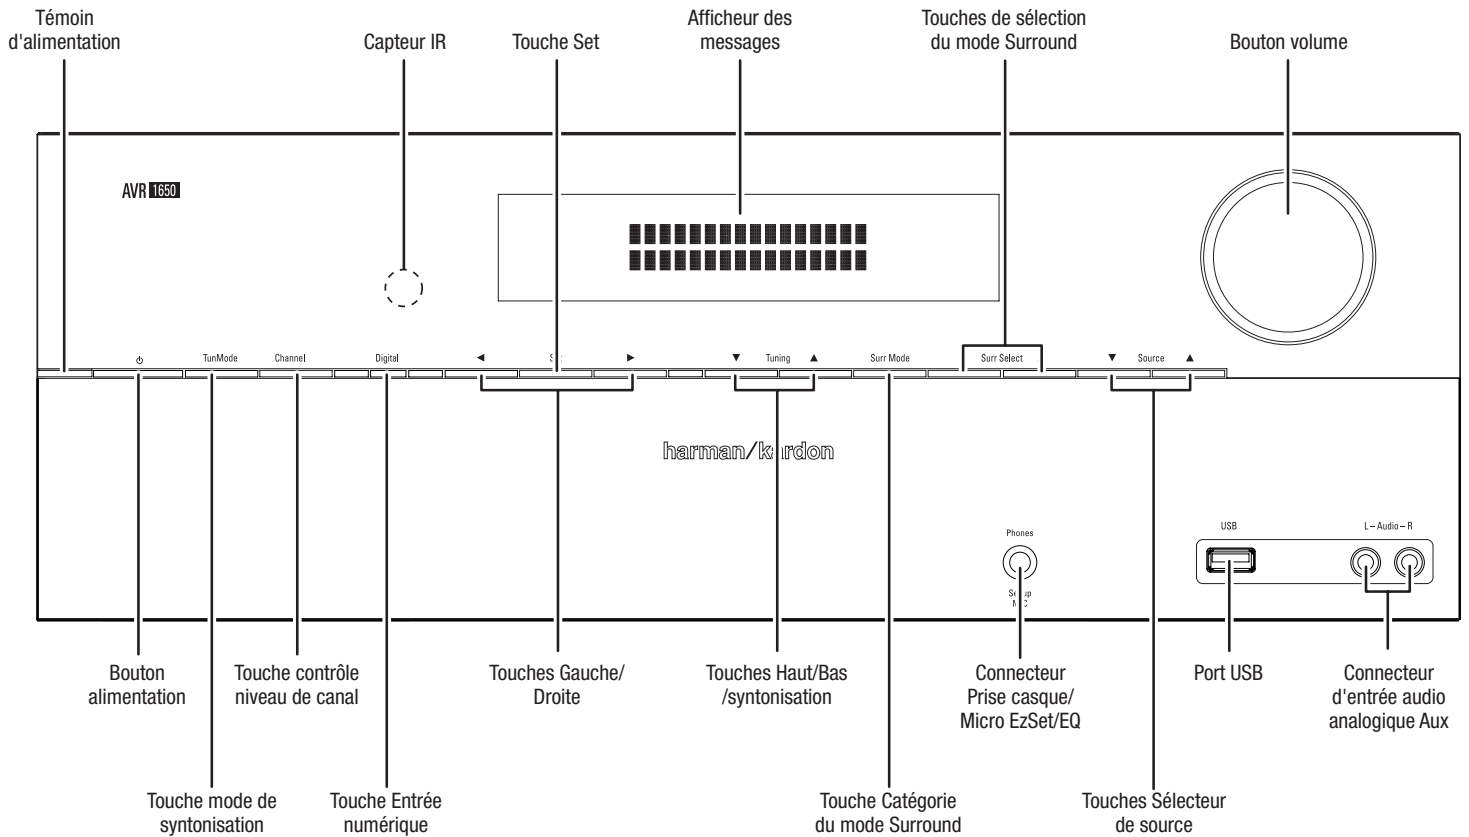 Témoin
d'alimentation
Capteur IR
Touche Set
Afficheur des
messages
Touches de sélection
du mode Surround
Bouton volume
AVR 1650
TunMode
Channel
Digital
Tuning
Surr Mode
Surr Select
Source
harman/kardon
Phones
USB
L – Audio – R
Bouton
alimentation
Touche contrôle
niveau de canal
Touches Gauche/
Droite
Touches Haut/Bas
/syntonisation
Connecteur
Prise casque/
Micro EzSet/EQ
Port USB
Connecteur
d'entrée audio
analogique Aux
Touche mode de
syntonisation
Touche Entrée
numérique
Touche Catégorie
du mode Surround
Touches Sélecteur
de source